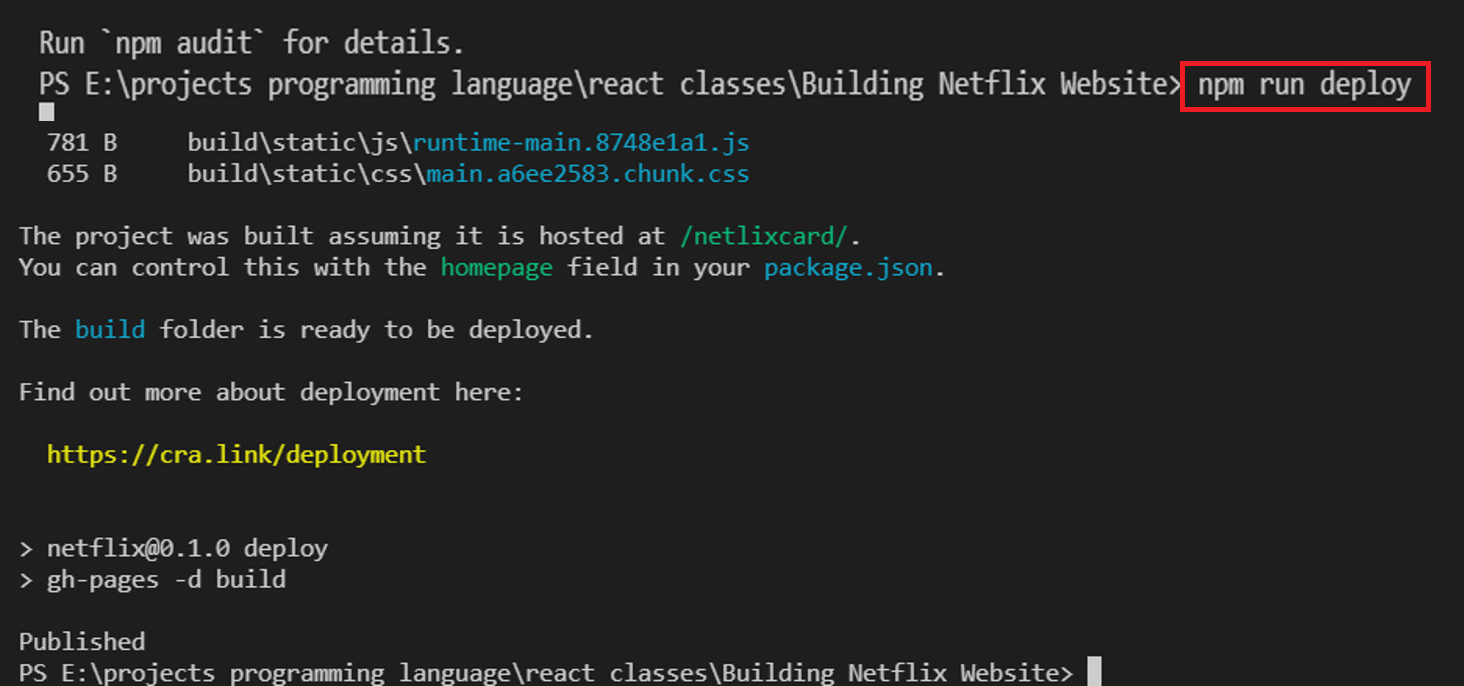 Run `npm audit` for details.
PS E:\projects programming language\react classes\Building Netflix Website> npm run deploy
781 B     build\static\js\runtime-main.8748e1a1.js
655 B     build\static\css\main.a6ee2583.chunk.css
The project was built assuming it is hosted at /netlixcard/.
You can control this with the homepage field in your package.json.
The build folder is ready to be deployed.
Find out more about deployment here:
https://cra.link/deployment
> netflix@0.1.0 deploy
> gh-pages -d build
Published
PS E:\projects programming language\react classes\Building Netflix Website>